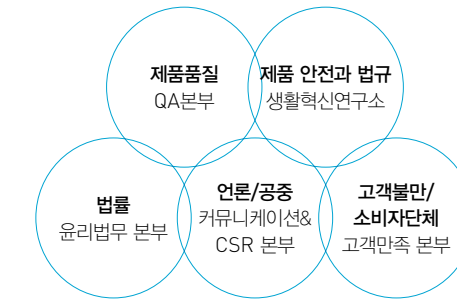 제품품질
QA본부
제품 안전과 법규
생활혁신연구소
법률
윤리법무 본부
언론/공중
커뮤니케이션&
CSR 본부
고객불만/
소비자단체
고객만족 본부